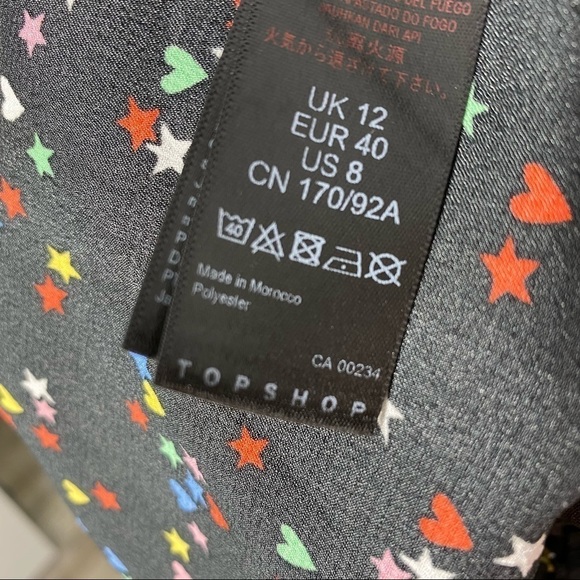 DEL FUEGO
FASTADO DO FOGO
JAUHKAN DARI API
火気から遠ざけて下さい。
UK 12
EUR 40
US 8
CN 170/92A
40
Made in Morocco
Polyester
CA 00234
TOPSHOP